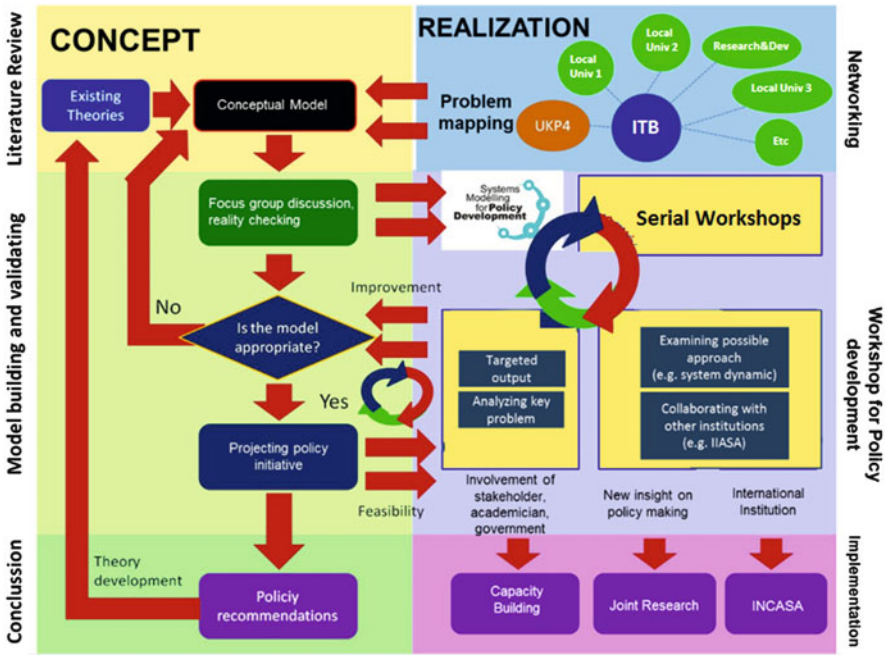 CONCEPT
REALIZATION
Literature Review
Networking
Existing
Theories
Conceptual Model
Problem
mapping
UKP4
ITB
Local
Univ 1
Local
Univ 2
Research&Dev
Local Univ 3
Etc
Model building and validating
Workshop for Policy
development
Focus group discussion,
reality checking
Systems
Modelling
for Policy
Development
Serial Workshops
No
Improvement
Is the model
appropriate?
Yes
Targeted
output
Analyzing key
problem
Examining possible
approach
(e.g. system dynamic)
Collaborating with
other institutions
(e.g. IIASA)
Projecting policy
initiative
Feasibility
Involvement of
stakeholder,
academician,
government
New insight on
policy making
International
Institution
Conclussion
Implementation
Theory
development
Policiy
recommendations
Capacity
Building
Joint Research
INCASA